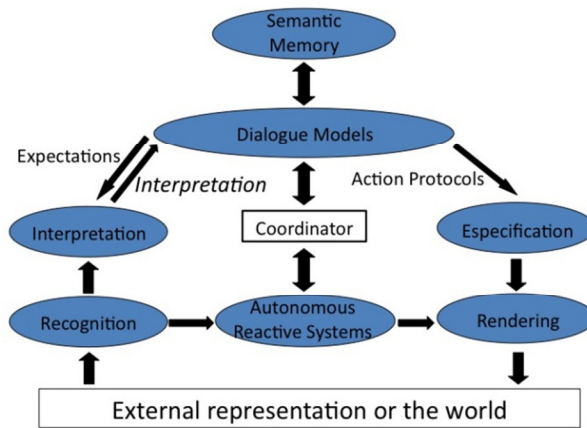 Semantic
Memory
Dialogue Models
Expectations
Interpretation
Action Protocols
Interpretation
Coordinator
Especification
Recognition
Autonomous
Reactive Systems
Rendering
External representation or the world